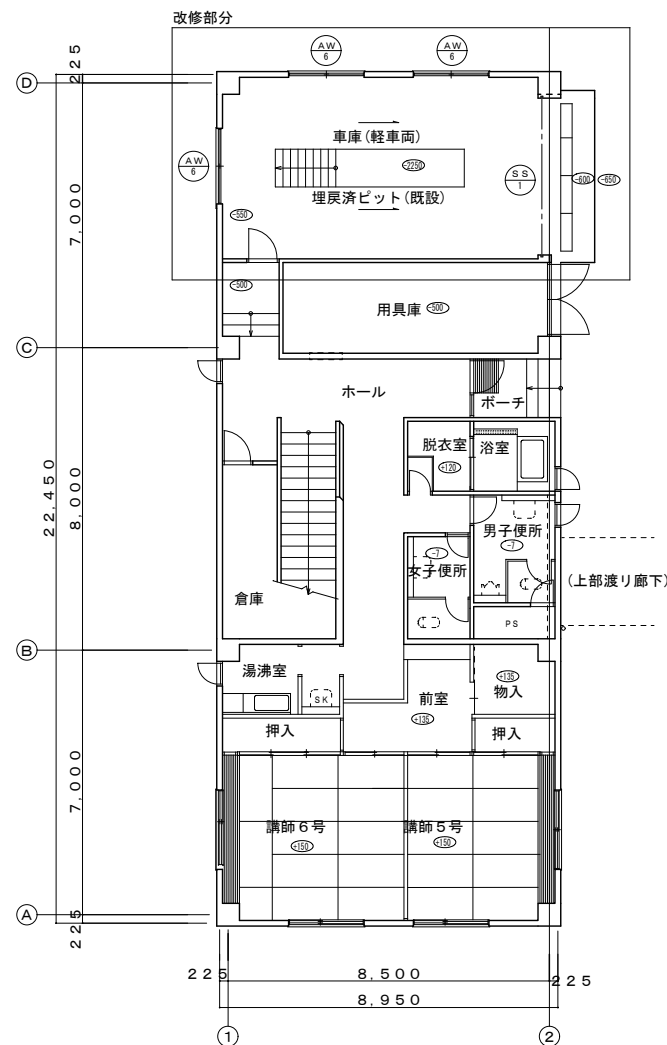 改修部分
AW
6
AW
6
225
D
車庫(軽車両)
-2250
AW
6
SS
1
-600
-650
埋戻済ピット(既設)
-550
7,000
-500
用具庫
-500
C
ホール
ポーチ
脱衣室
浴室
+120
22,450
8,000
男子便所
-7
-7
女子便所
(上部渡り廊下)
倉庫
PS
B
湯沸室
+135
物入
SK
前室
+135
押入
押入
7,000
講師6号
講師5号
+150
+150
A
225
225
8,500
225
8,950
1
2